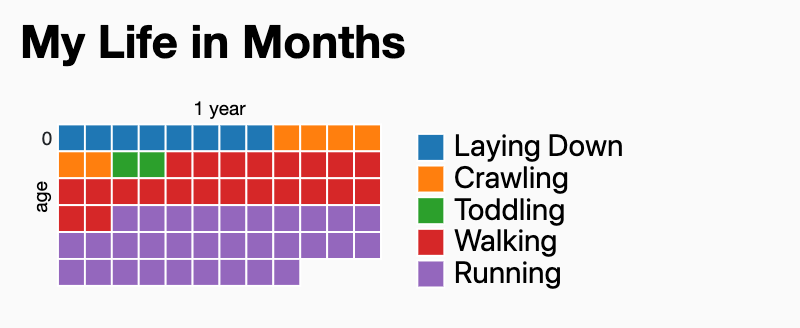 My Life in Months
1 year
0
age
Laying Down
Crawling
Toddling
Walking
Running